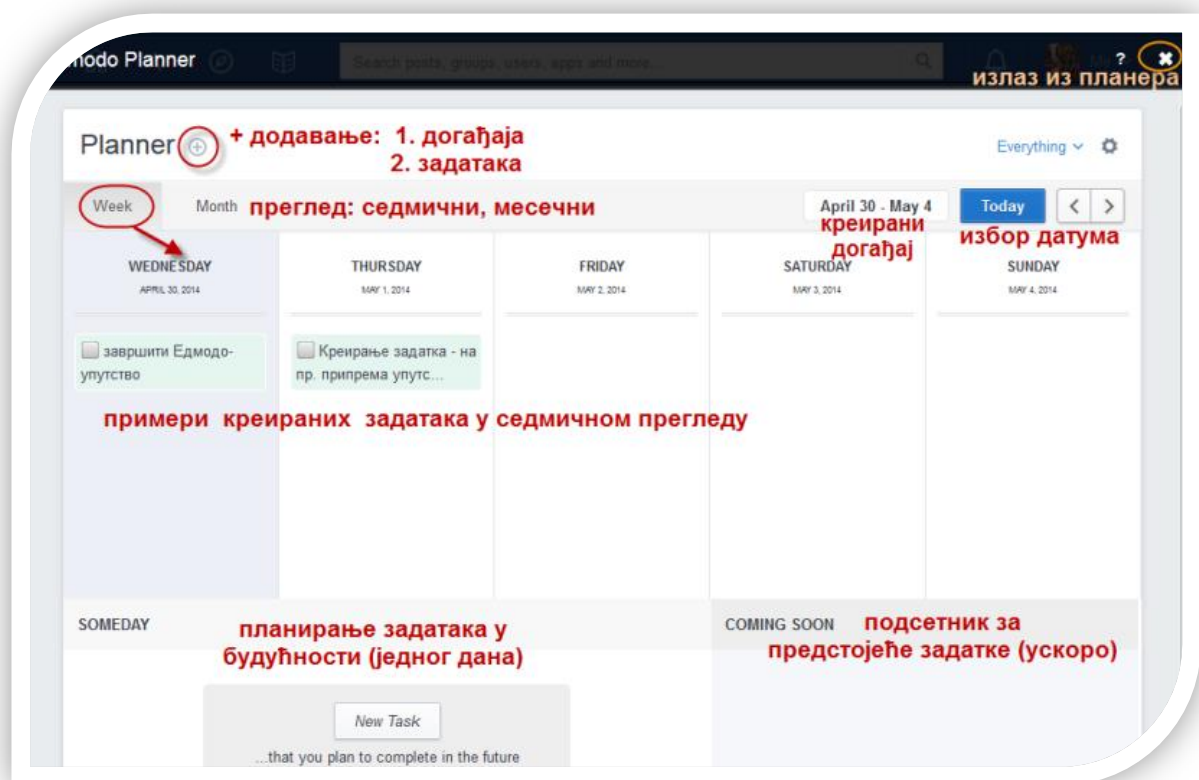 modo Planner
Search posts, groups, users, apps and more...
?
излаз из планера
Planner + додавање: 1. догађаја
2. задатака
Everything
Week Month преглед: седмични, месечни
April 30 - May 4 Today
креирани
догађај
избор датума
WEDNESDAY THURSDAY FRIDAY SATURDAY SUNDAY
APRIL 30, 2014 MAY 1, 2014 MAY 2, 2014 MAY 3, 2014 MAY 4, 2014
завршити Едмодо-
упутство
Креирање задатка - на
пр. припрема упутс...
примери креираних задатака у седмичном прегледу
SOMEDAY
планирање задатака у
будућности (једног дана)
COMING SOON
подсетник за
предстојеће задатке (ускоро)
New Task
...that you plan to complete in the future